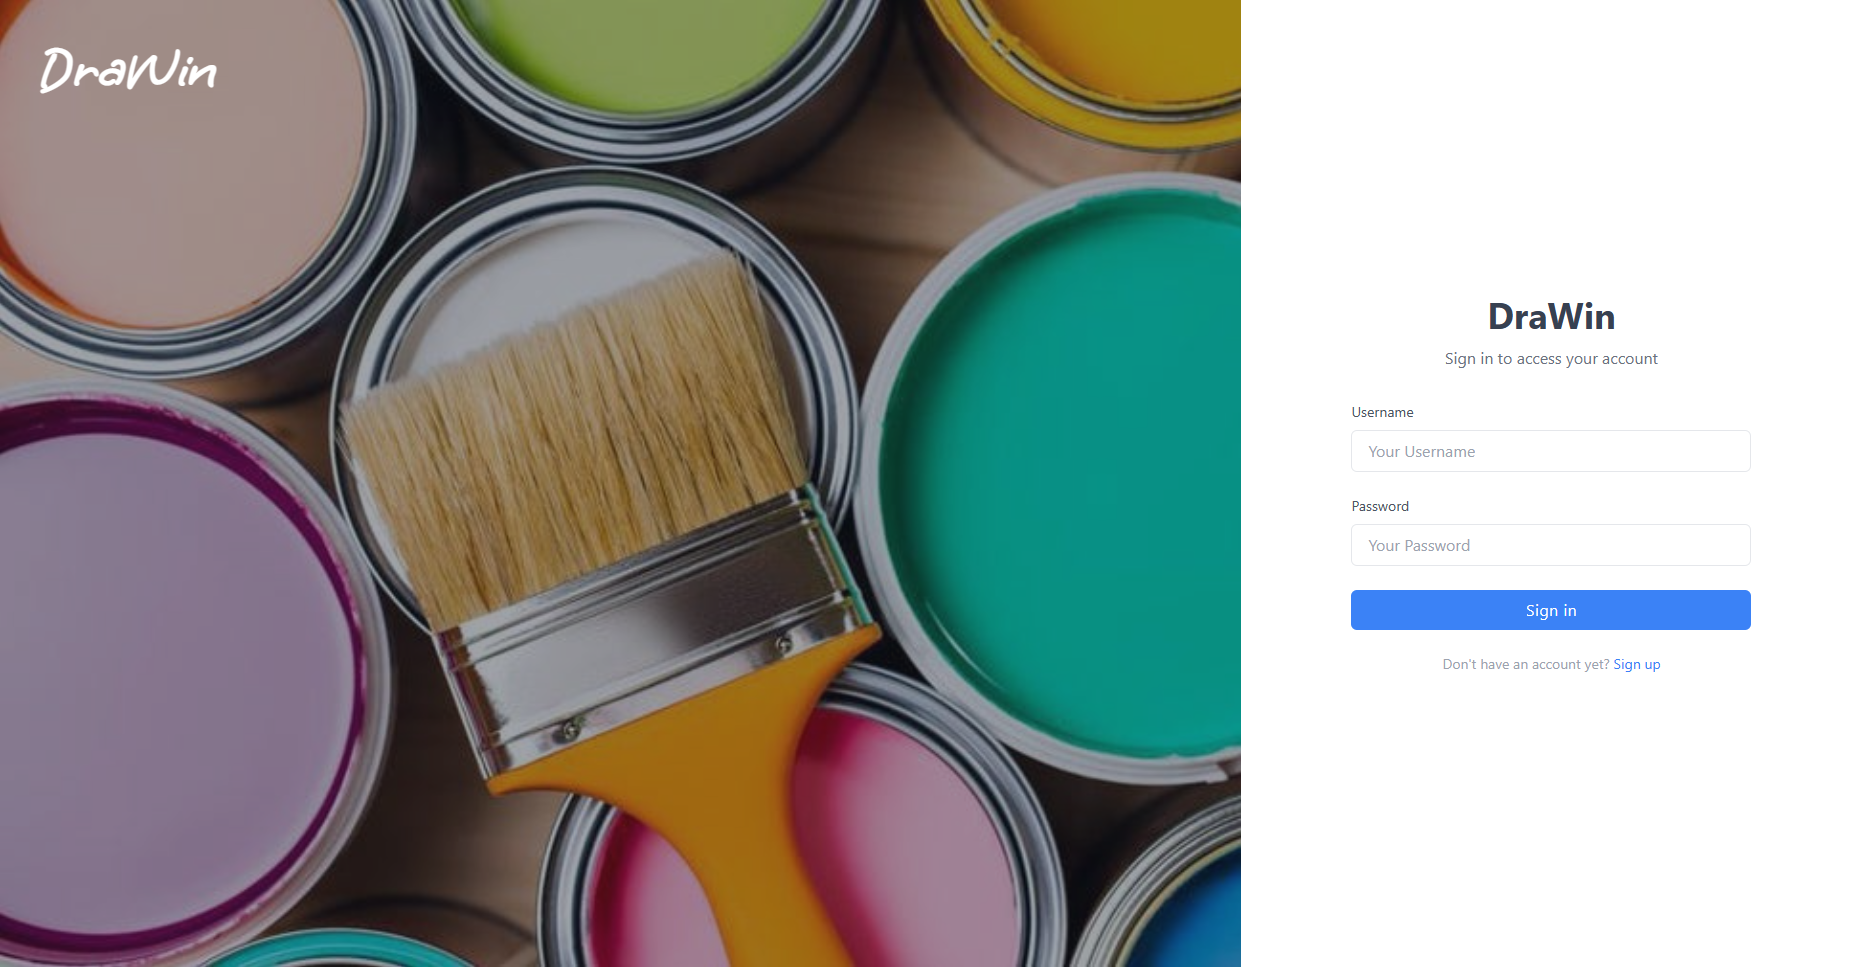 DraWin
DraWin
Sign in to access your account
Username
Your Username
Password
Your Password
Sign in
Don't have an account yet? Sign up